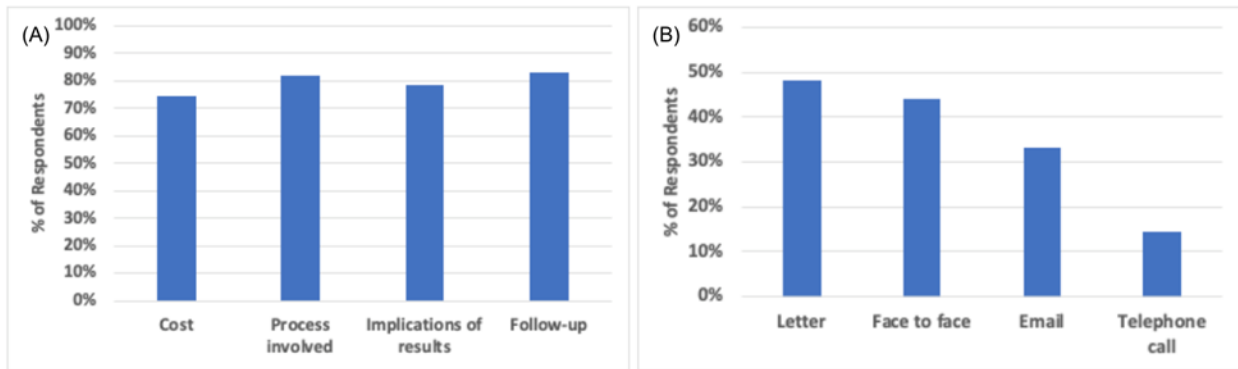 (A)
100%
90%
80%
70%
60%
50%
40%
30%
20%
10%
0%
% of Respondents
Cost
Process
involved
Implications of
results
Follow-up
(B)
60%
50%
40%
30%
20%
10%
0%
% of Respondents
Letter
Face to face
Email
Telephone
call